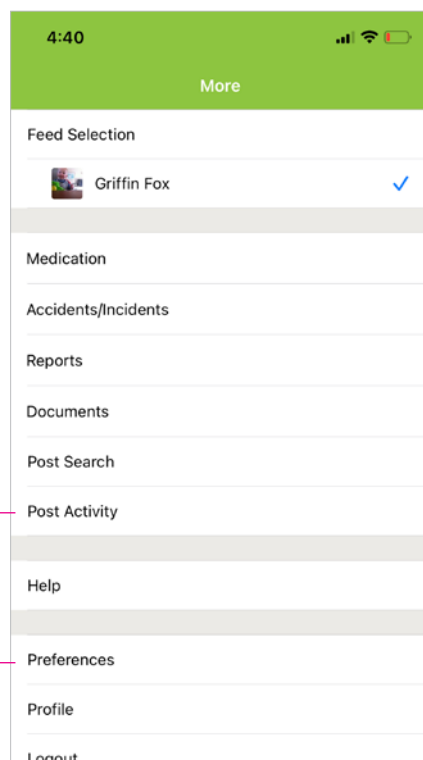 4:40
More
Feed Selection
Griffin Fox
Medication
Accidents/Incidents
Reports
Documents
Post Search
Post Activity
Help
Preferences
Profile
Logout